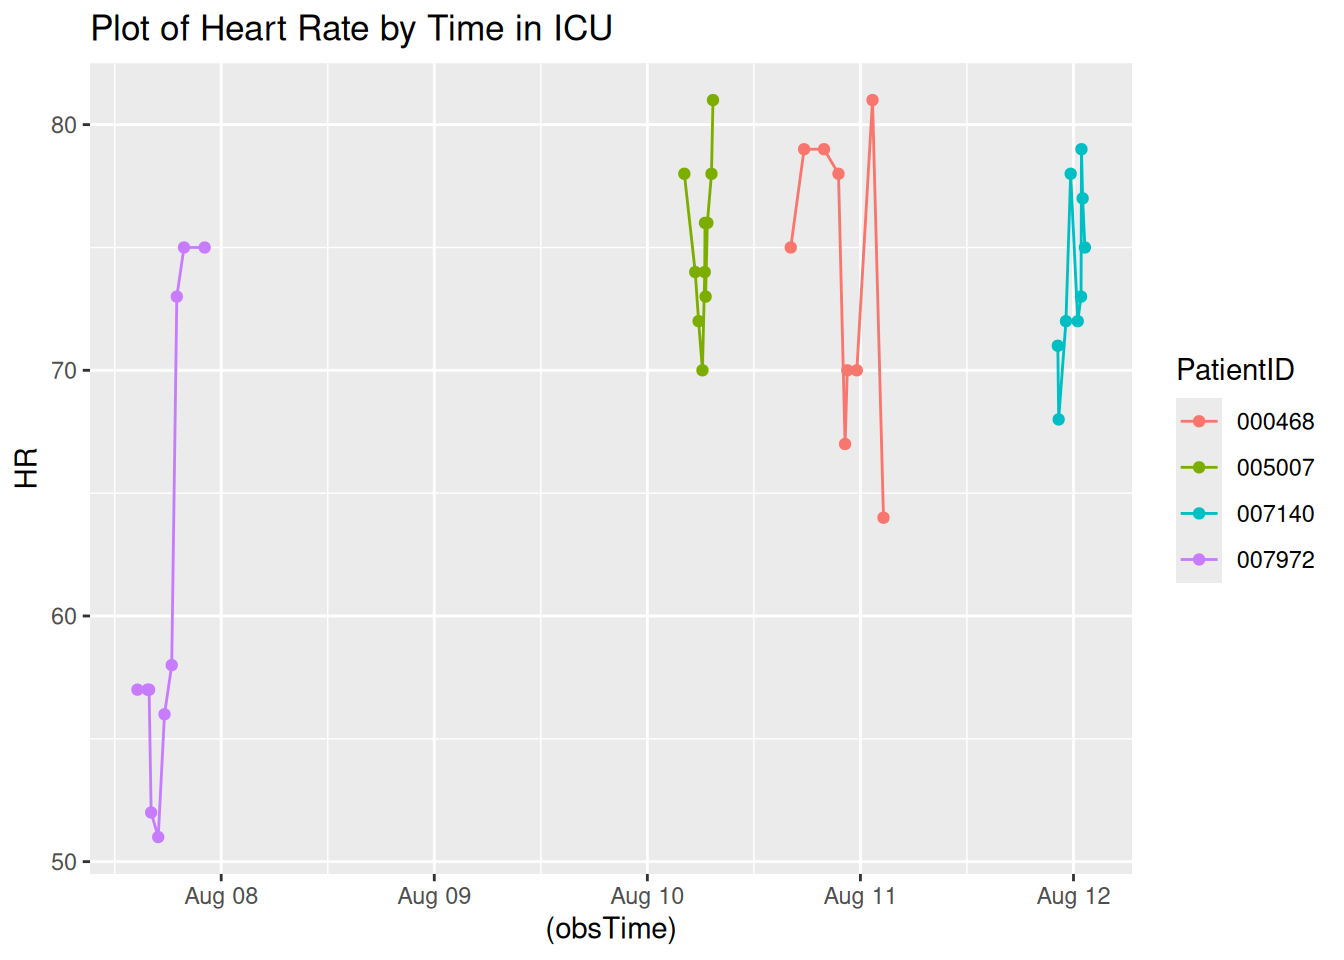 Plot of Heart Rate by Time in ICU
80
70
60
50
HR
Aug 08
Aug 09
Aug 10
Aug 11
Aug 12
(obsTime)
PatientID
000468
005007
007140
007972